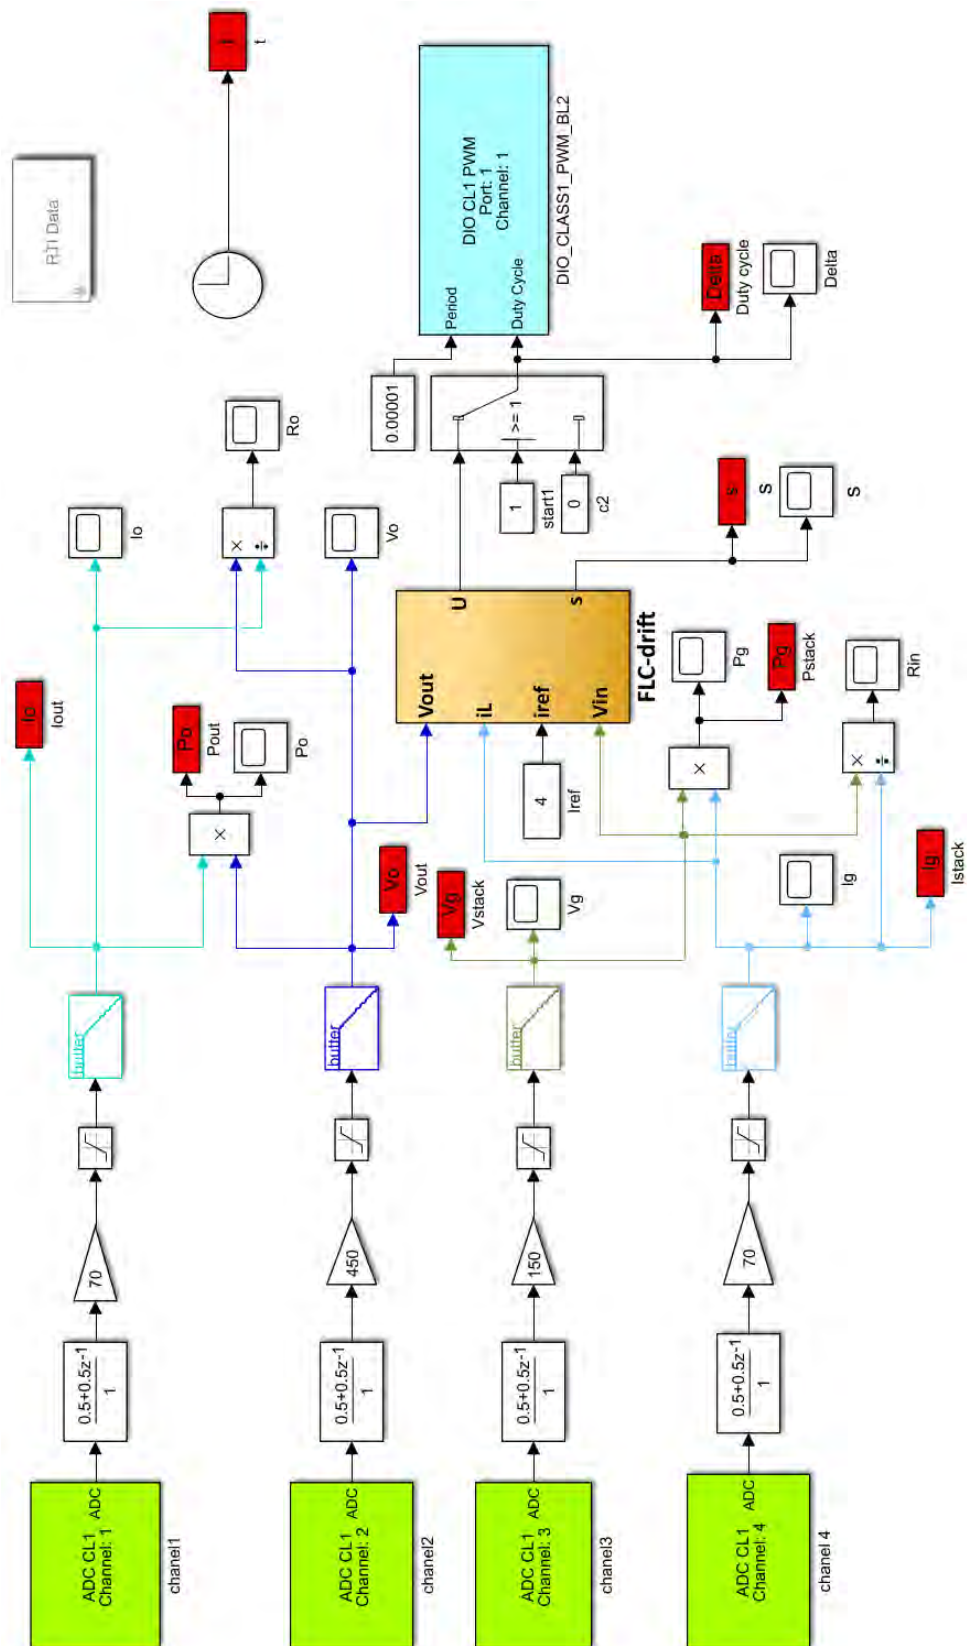 RTI Data
t
t
Io
Iout
Io
Ro
ADC CL1
Channel: 1
ADC
chanel1
0.5+0.5z-1
1
70
butter
Po
Pout
Po
×
×
÷
ADC CL1
Channel: 2
ADC
chanel2
0.5+0.5z-1
1
450
butter
Vo
Vout
Vo
0.00001
Period
Duty Cycle
DIO CL1 PWM
Port: 1
Channel: 1
DIO_CLASS1_PWM_BL2
>= 1
1
start1
0
c2
Vout
iL
iref
Vin
U
s
FLC-drift
4
Iref
ADC CL1
Channel: 3
ADC
chanel3
0.5+0.5z-1
1
150
butter
Vg
Vstack
Vg
Delta
Duty cycle
Delta
s
S
S
×
Pg
Pg
Pstack
ADC CL1
Channel: 4
ADC
chanel 4
0.5+0.5z-1
1
70
butter
Ig
×
÷
Rin
Ig
Istack